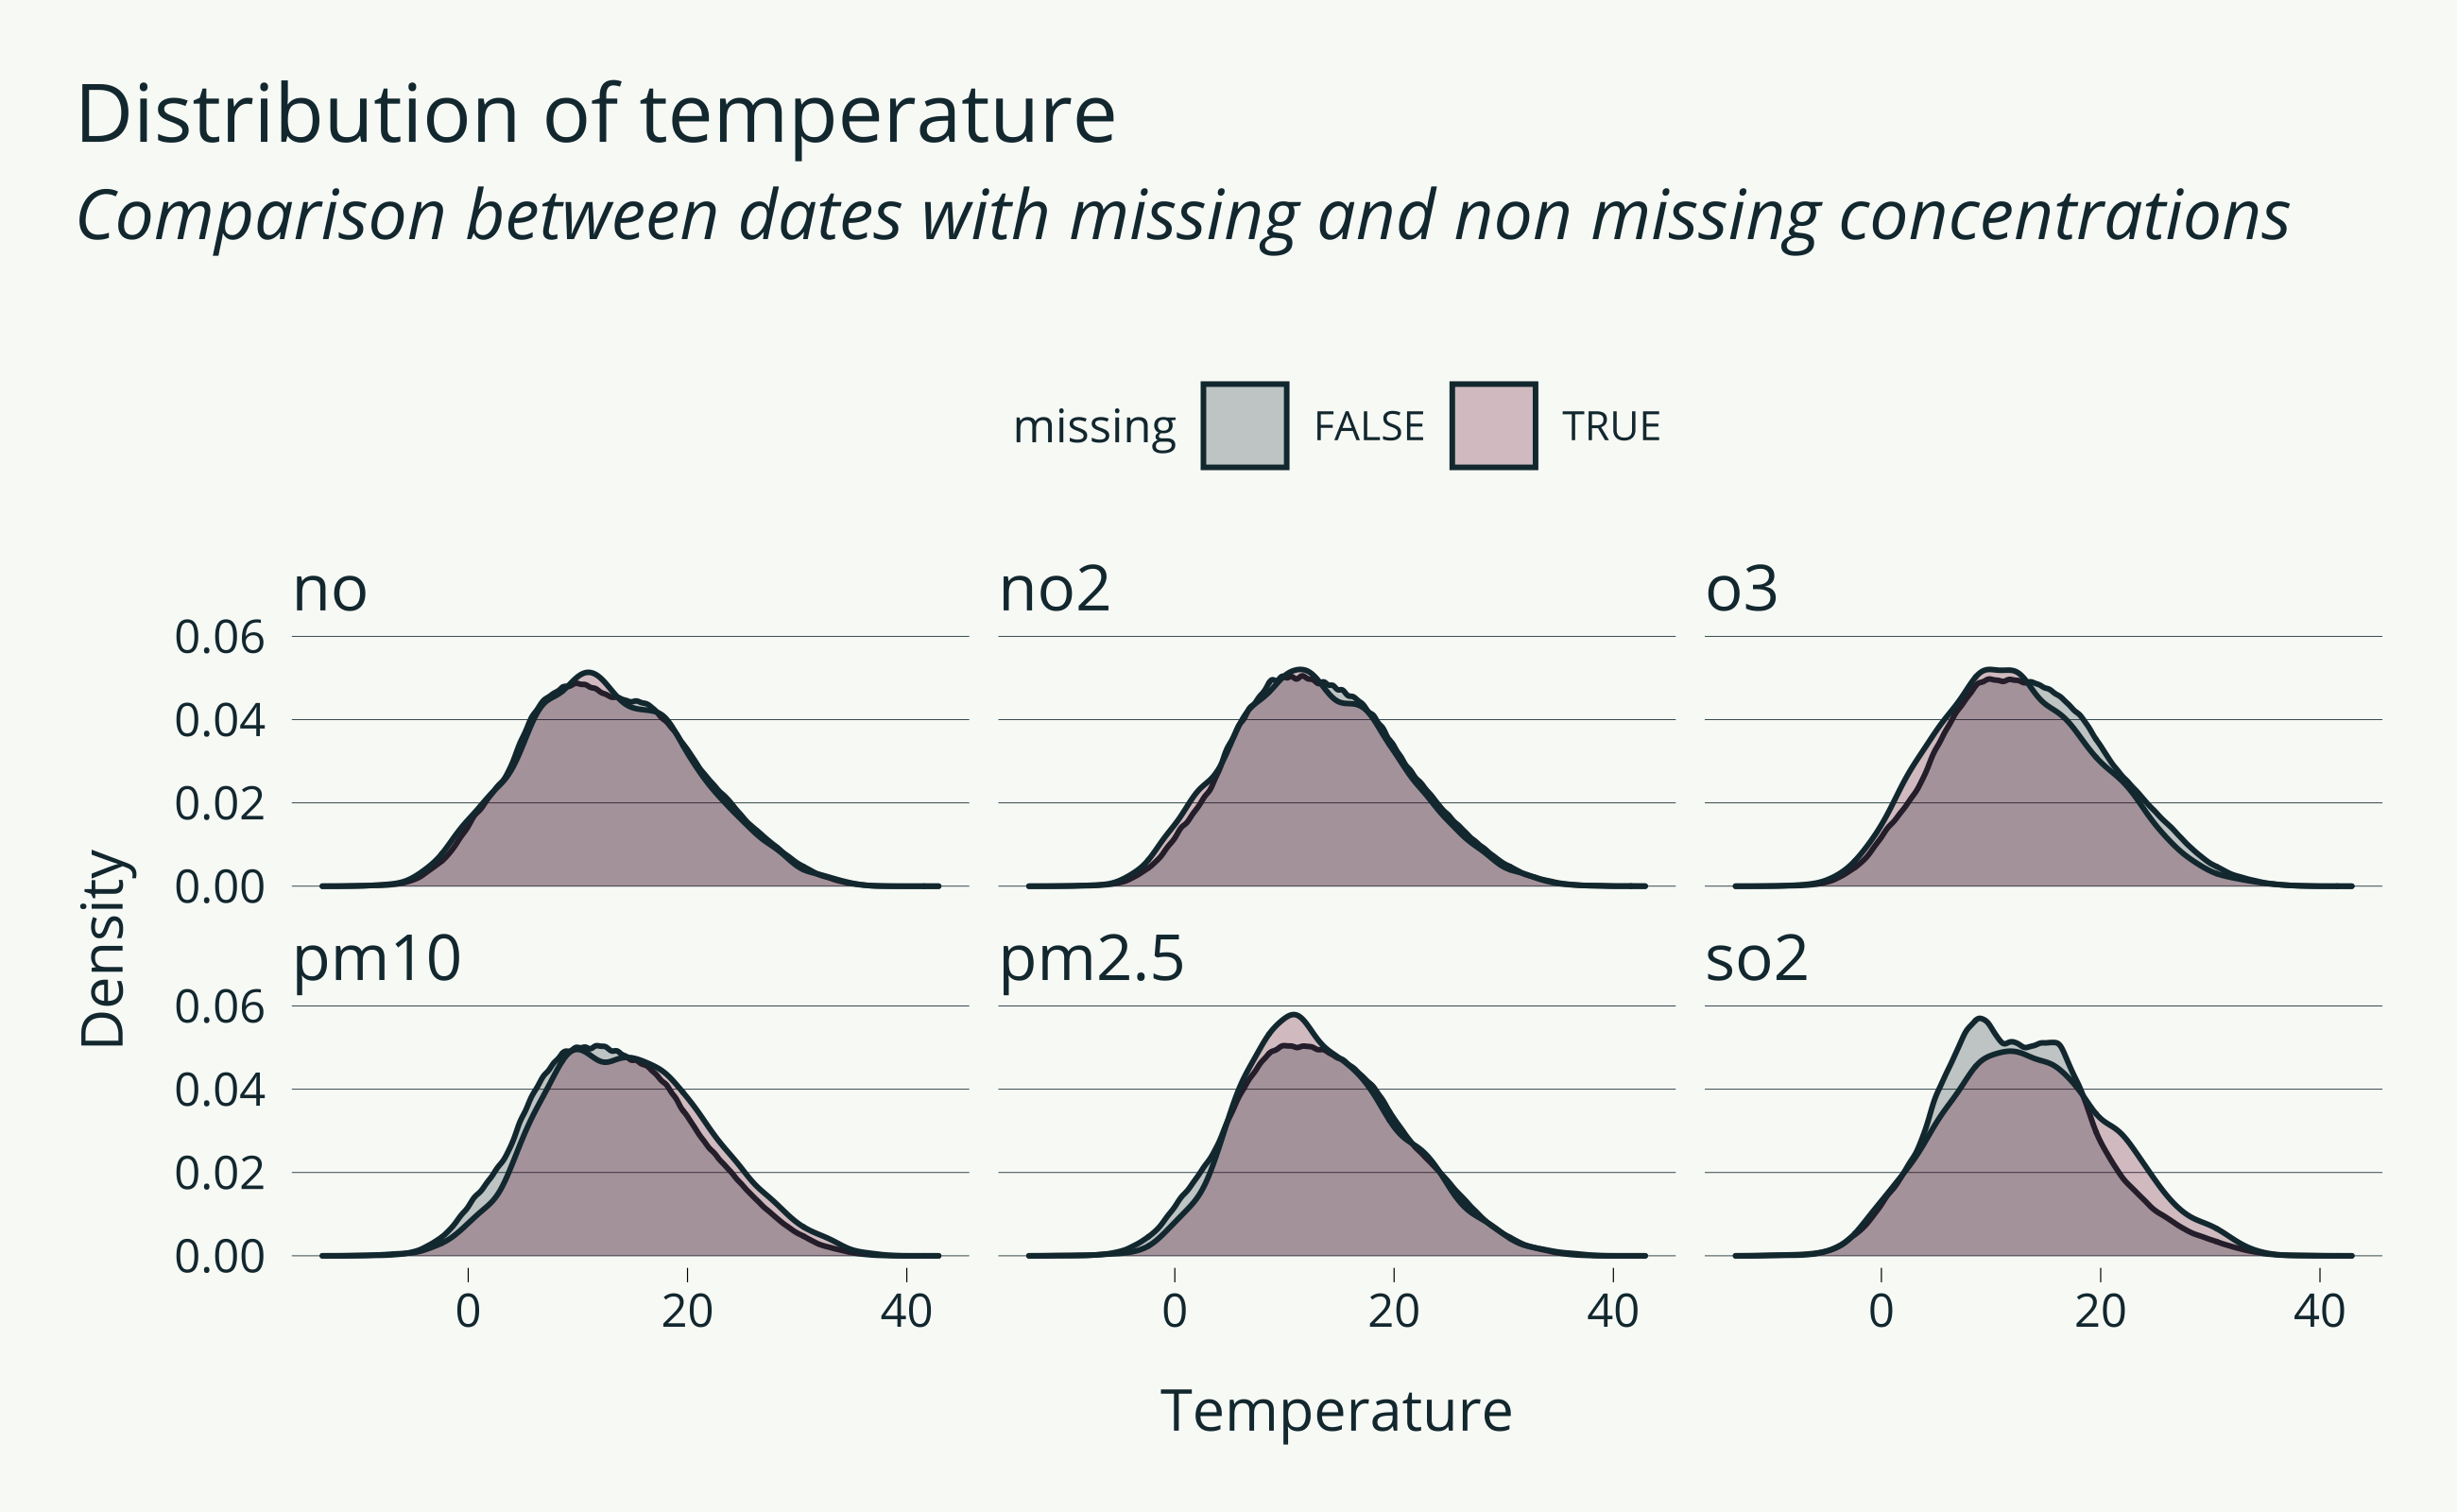 Distribution of temperature
Comparison between dates with missing and non missing concentrations
missing FALSE TRUE
no no2 o3
0.06
0.04
0.02
0.00
pm10 pm2.5 so2
0.06
0.04
0.02
0.00
Density
0 20 40 0 20 40 0 20 40
Temperature